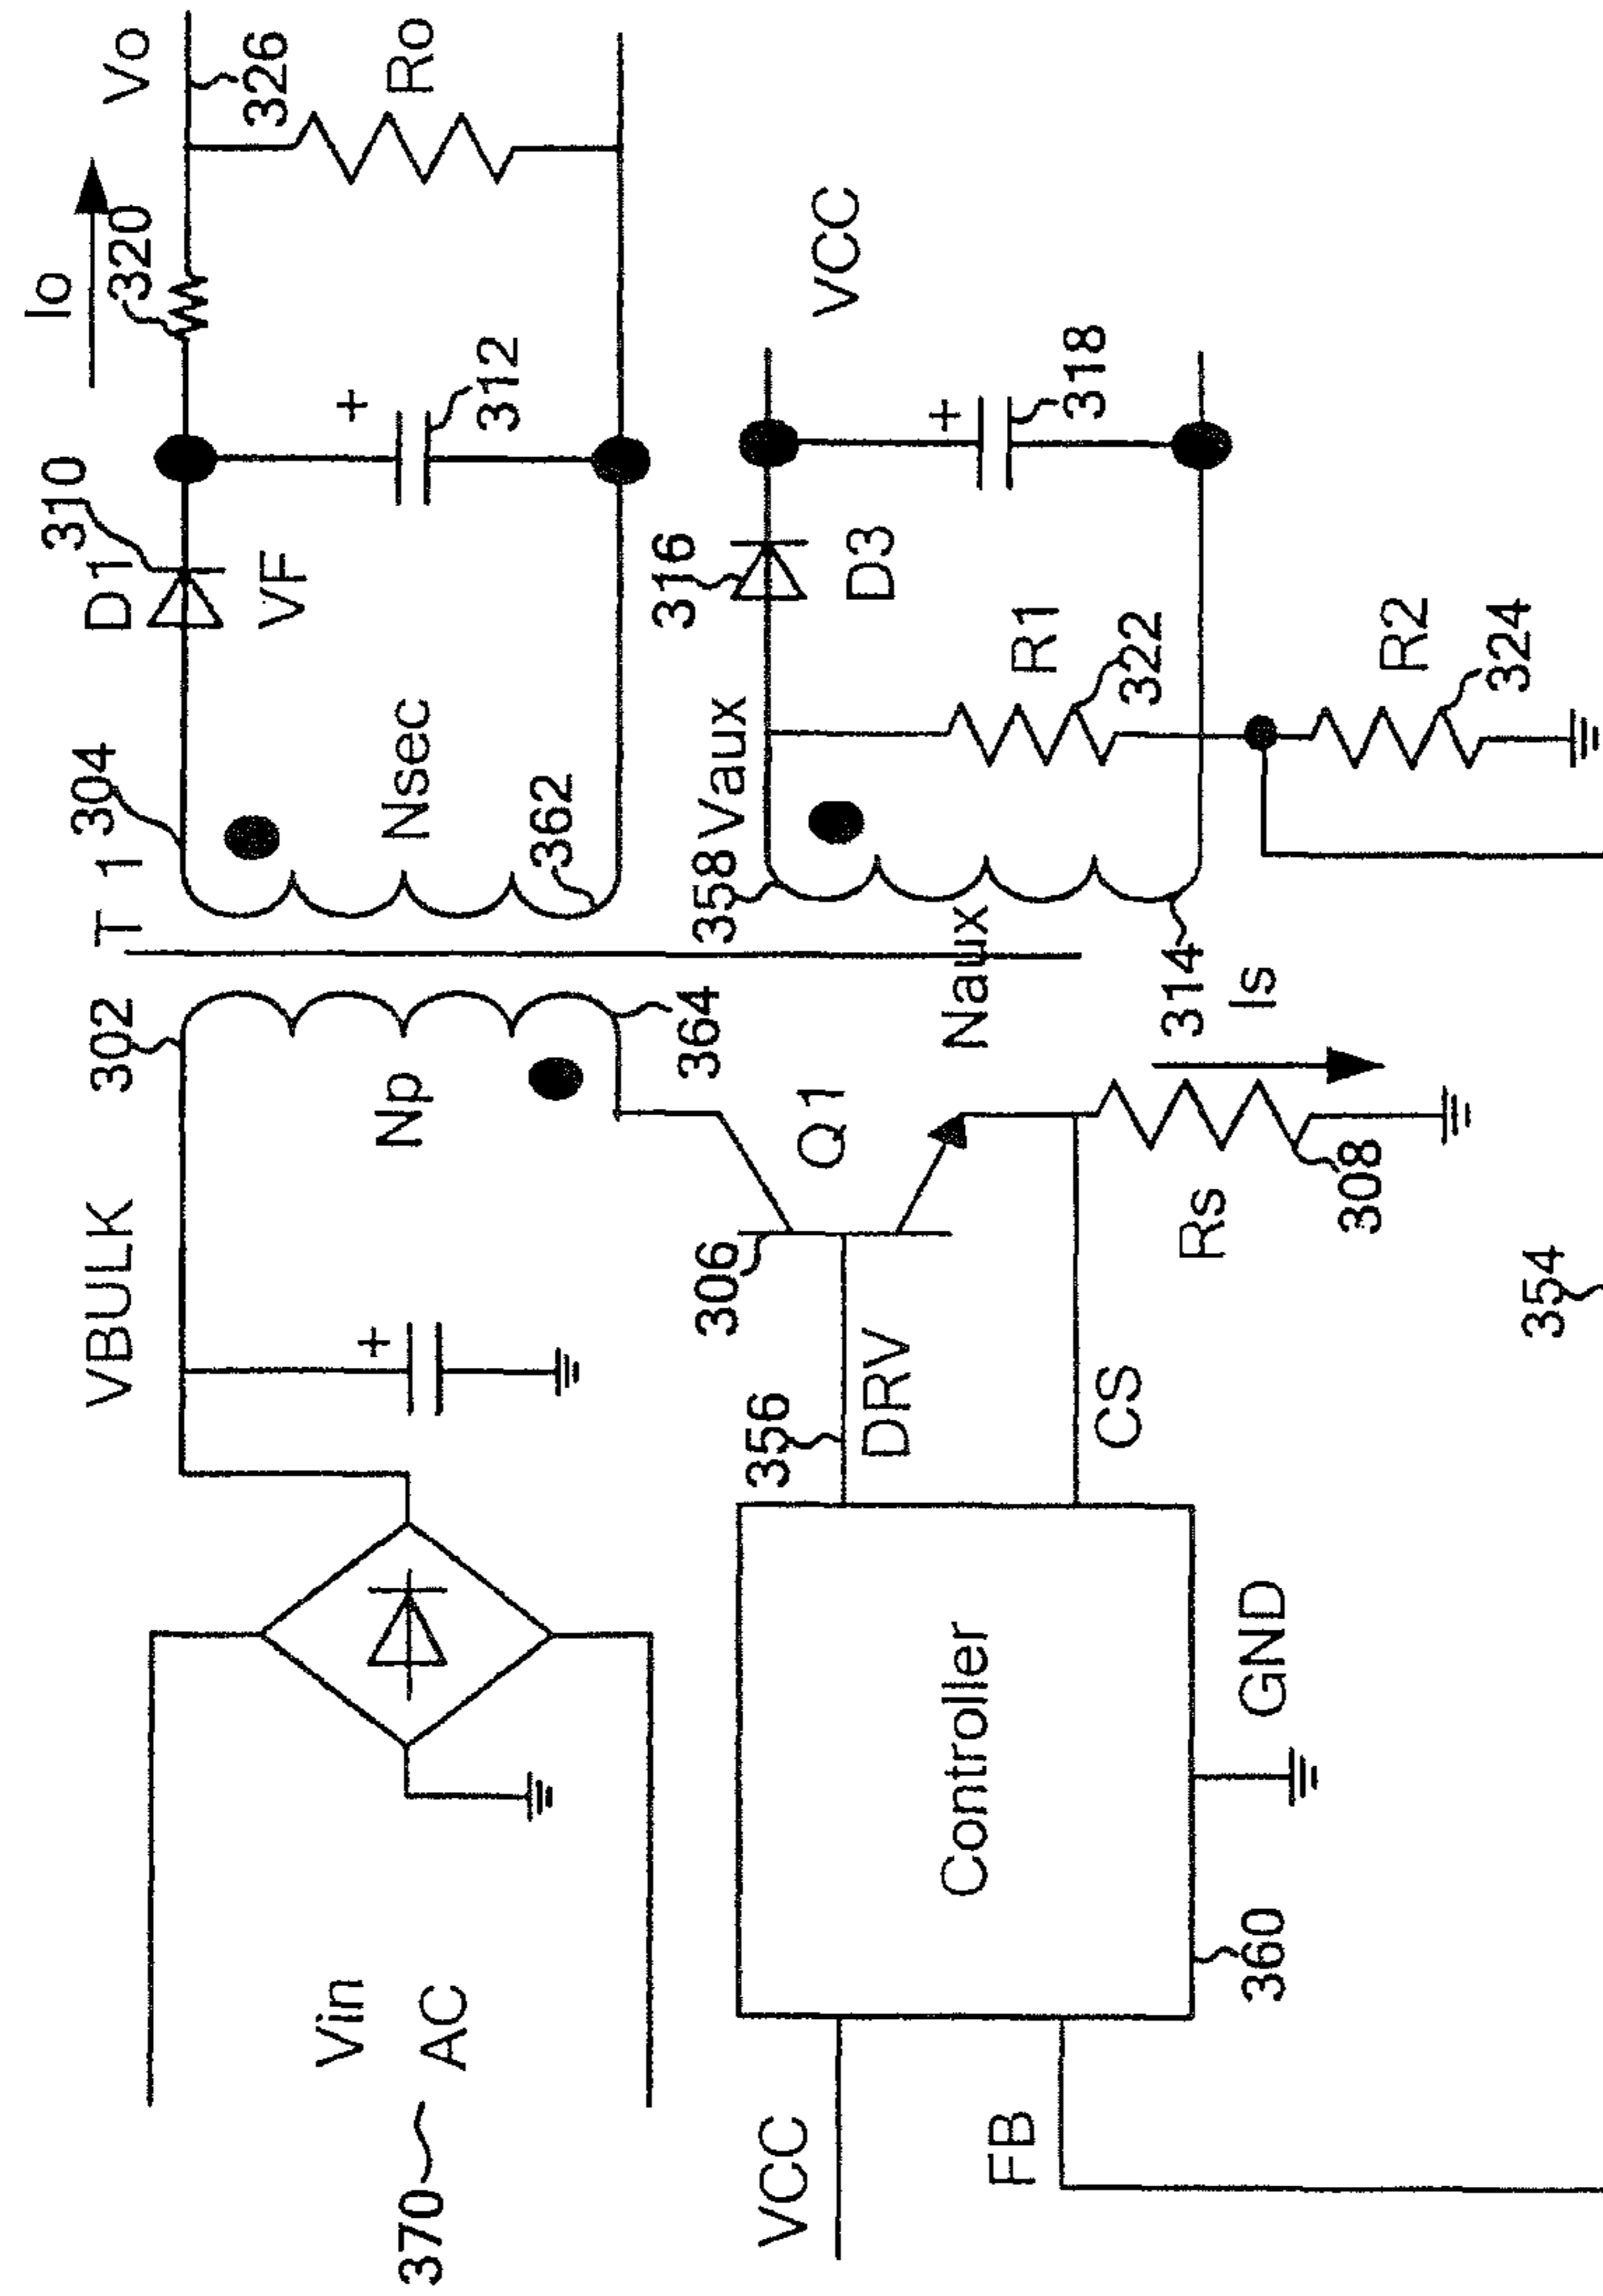 Io
Vo
320
326
310
D1
VF
312
Ro
T 1
304
Nsec
362
302
VBULK
Np
364
Vin
AC
370
316
D3
VCC
318
358
Vaux
R1
322
Naux
314
R2
324
Q1
306
356
DRV
CS
Is
Rs
308
Controller
VCC
FB
GND
360
354